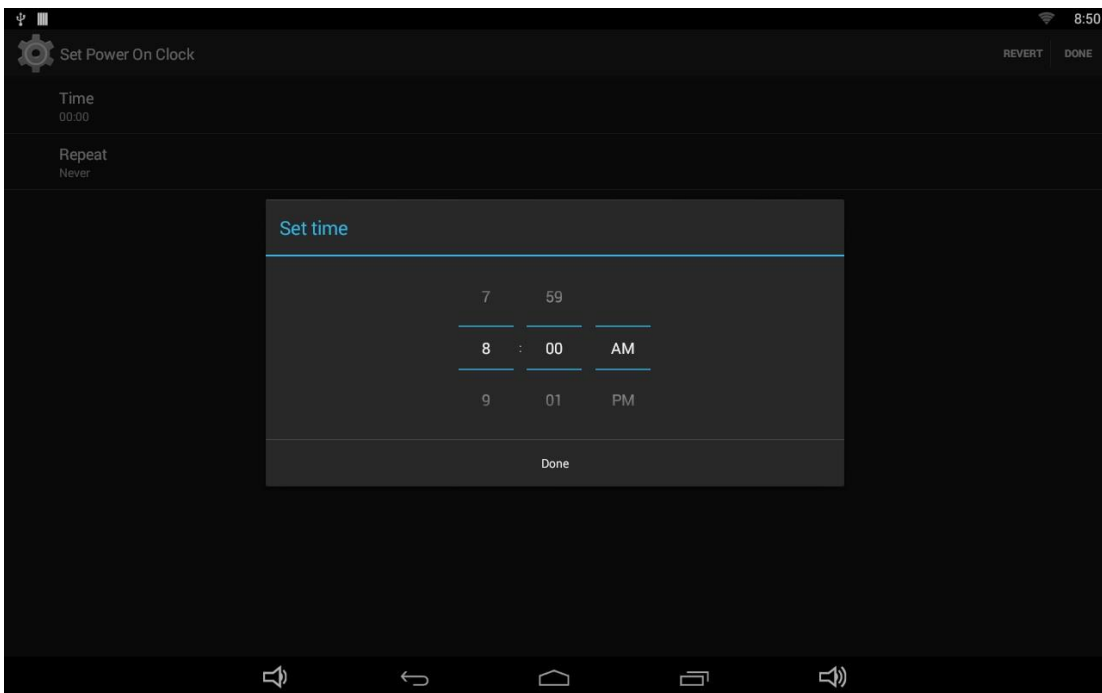 8:50
Set Power On Clock REVERT DONE
Time
00:00
Repeat
Never
Set time
7 59
8 : 00 AM
9 01 PM
Done